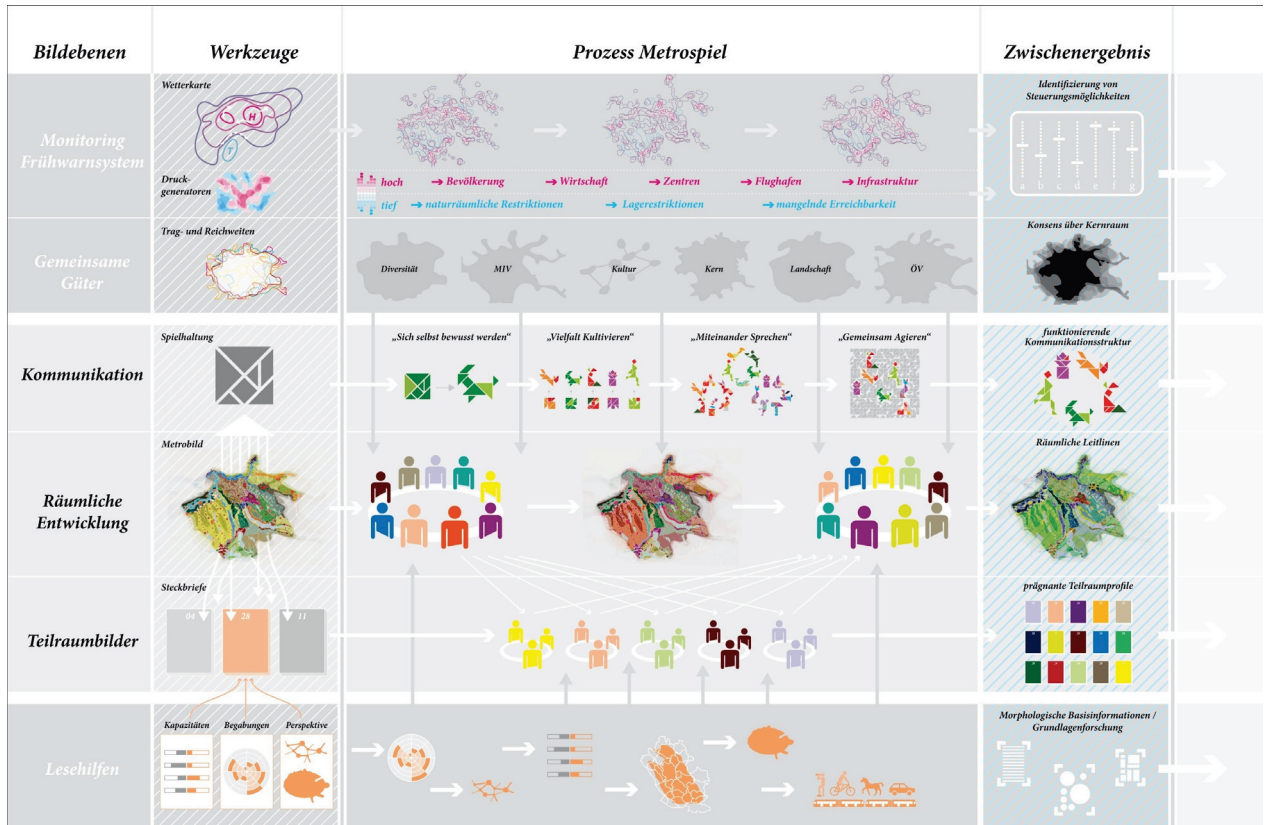 Bildebenen
Werkzeuge
Prozess Metrospiel
Zwischenergebnis
Monitoring
Frühwarnsystem
Wetterkarte
H
T
Druck-
generatoren
hoch
Bevölkerung
Wirtschaft
Zentren
Flughafen
Infrastruktur
tief
naturräumliche Restriktionen
Lagerestriktionen
mangelnde Erreichbarkeit
Identifizierung von
Steuerungsmöglichkeiten
a b c d e f g
Gemeinsame
Güter
Trag- und Reichweiten
Diversität
MIV
Kultur
Kern
Landschaft
ÖV
Konsens über Kernraum
Kommunikation
Spielhaltung
„Sich selbst bewusst werden“
„Vielfalt Kultivieren“
„Miteinander Sprechen“
„Gemeinsam Agieren“
funktionierende
Kommunikationsstruktur
Räumliche
Entwicklung
Metrobild
Räumliche Leitlinen
Teilraumbilder
Steckbriefe
04
28
11
prägnante Teilraumprofile
Lesehilfen
Kapazitäten
Begabungen
Perspektive
Morphologische Basisinformationen /
Grundlagenforschung